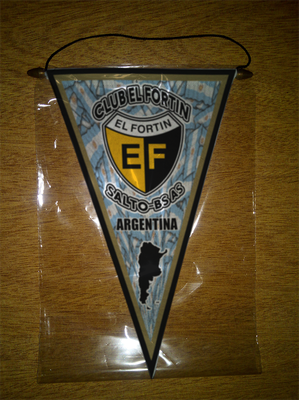 CLUB EL FORTIN
EL FORTIN
EF
SALTO-BS AS
ARGENTINA